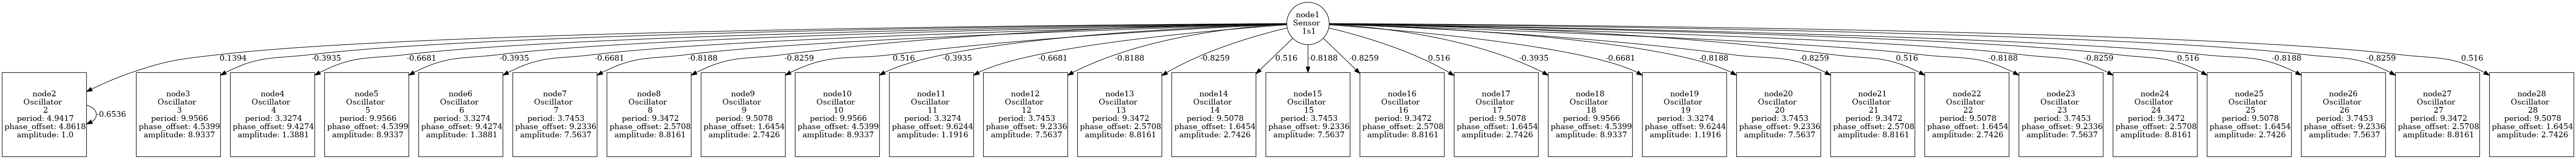 node1
Sensor
1s1
0.1394
-0.3935
-0.6681
-0.3935
-0.6681
-0.8188
-0.8259
0.516
-0.3935
-0.6681
-0.8188
-0.8259
0.516
-0.8188
-0.8259
0.516
-0.3935
-0.6681
-0.8188
-0.8259
0.516
-0.8188
-0.8259
0.516
-0.8188
-0.8259
0.516
node2
Oscillator
2
period: 4.9417
phase_offset: 4.8618
amplitude: 1.0
0.6536
node3
Oscillator
3
period: 9.9566
phase_offset: 4.5399
amplitude: 8.9337
node4
Oscillator
4
period: 3.3274
phase_offset: 9.4274
amplitude: 1.3881
node5
Oscillator
5
period: 9.9566
phase_offset: 4.5399
amplitude: 8.9337
node6
Oscillator
6
period: 3.3274
phase_offset: 9.4274
amplitude: 1.3881
node7
Oscillator
7
period: 3.7453
phase_offset: 9.2336
amplitude: 7.5637
node8
Oscillator
8
period: 9.3472
phase_offset: 2.5708
amplitude: 8.8161
node9
Oscillator
9
period: 9.5078
phase_offset: 1.6454
amplitude: 2.7426
node10
Oscillator
10
period: 9.9566
phase_offset: 4.5399
amplitude: 8.9337
node11
Oscillator
11
period: 3.3274
phase_offset: 9.6244
amplitude: 1.1916
node12
Oscillator
12
period: 3.7453
phase_offset: 9.2336
amplitude: 7.5637
node13
Oscillator
13
period: 9.3472
phase_offset: 2.5708
amplitude: 8.8161
node14
Oscillator
14
period: 9.5078
phase_offset: 1.6454
amplitude: 2.7426
node15
Oscillator
15
period: 3.7453
phase_offset: 9.2336
amplitude: 7.5637
node16
Oscillator
16
period: 9.3472
phase_offset: 2.5708
amplitude: 8.8161
node17
Oscillator
17
period: 9.5078
phase_offset: 1.6454
amplitude: 2.7426
node18
Oscillator
18
period: 9.9566
phase_offset: 4.5399
amplitude: 8.9337
node19
Oscillator
19
period: 3.3274
phase_offset: 9.6244
amplitude: 1.1916
node20
Oscillator
20
period: 3.7453
phase_offset: 9.2336
amplitude: 7.5637
node21
Oscillator
21
period: 9.3472
phase_offset: 2.5708
amplitude: 8.8161
node22
Oscillator
22
period: 9.5078
phase_offset: 1.6454
amplitude: 2.7426
node23
Oscillator
23
period: 3.7453
phase_offset: 9.2336
amplitude: 7.5637
node24
Oscillator
24
period: 9.3472
phase_offset: 2.5708
amplitude: 8.8161
node25
Oscillator
25
period: 9.5078
phase_offset: 1.6454
amplitude: 2.7426
node26
Oscillator
26
period: 3.7453
phase_offset: 9.2336
amplitude: 7.5637
node27
Oscillator
27
period: 9.3472
phase_offset: 2.5708
amplitude: 8.8161
node28
Oscillator
28
period: 9.5078
phase_offset: 1.6454
amplitude: 2.7426